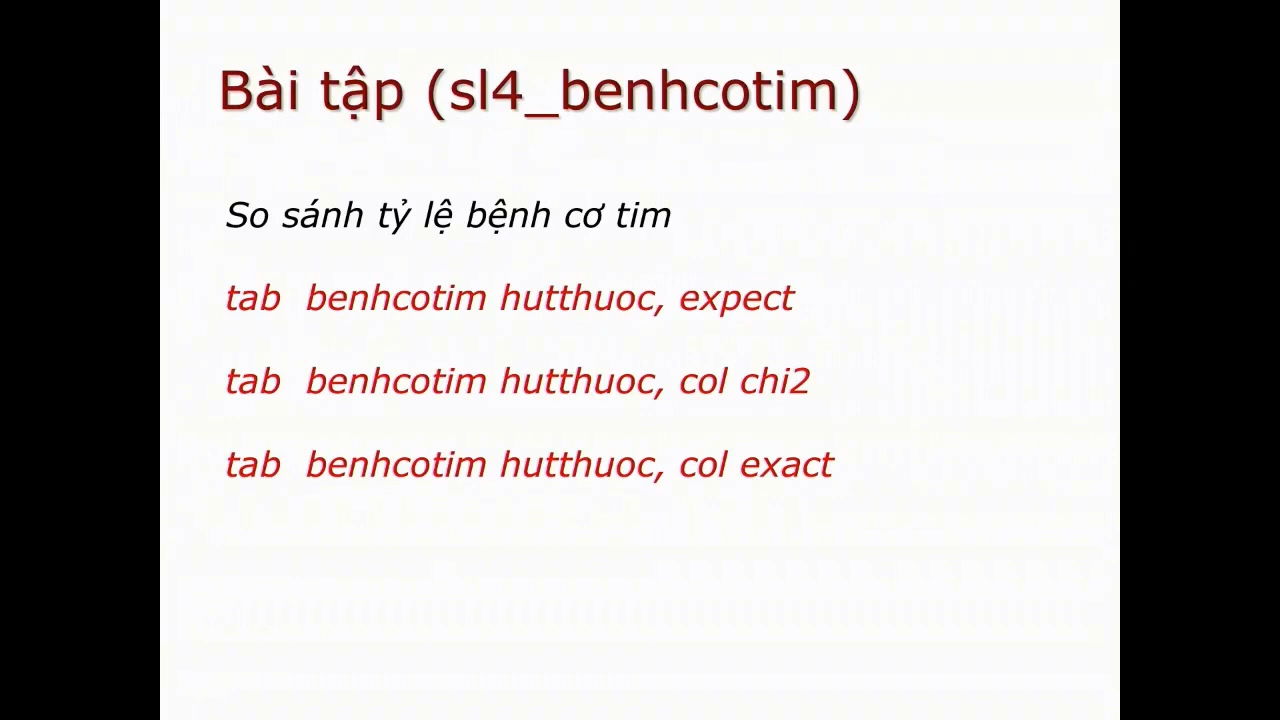 Bài tập (sl4_benhcotim)
So sánh tỷ lệ bệnh cơ tim
tab benhcotim hutthuoc, expect
tab benhcotim hutthuoc, col chi2
tab benhcotim hutthuoc, col exact